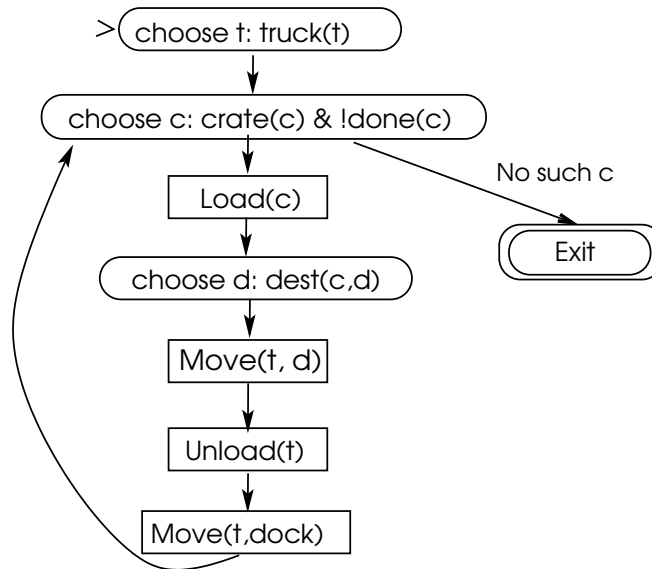 > choose t: truck(t)
choose c: crate(c) & !done(c)
No such c
Load(c)
Exit
choose d: dest(c,d)
Move(t, d)
Unload(t)
Move(t,dock)